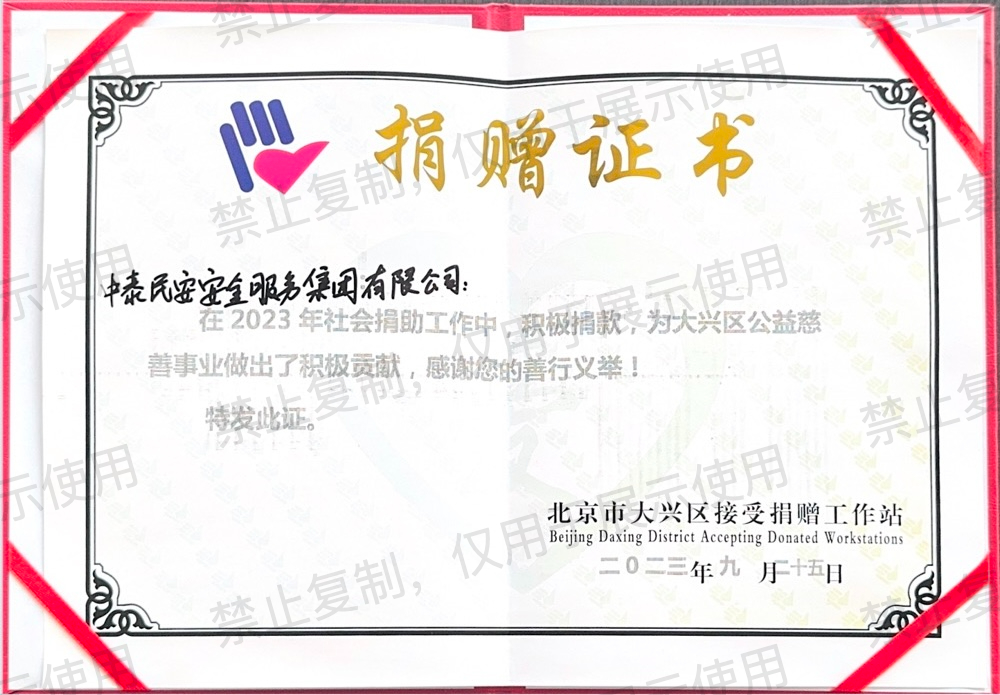 捐赠证书
中泰民安安全服务集团有限公司:
在 2023 年社会捐助工作中，积极捐款，为大兴区公益慈
善事业做出了积极贡献，感谢您的善行义举！
特发此证。
北京市大兴区接受捐赠工作站
Beijing Daxing District Accepting Donated Workstations
二0二三年九 月二十五日
禁止复制，仅用于展示使用